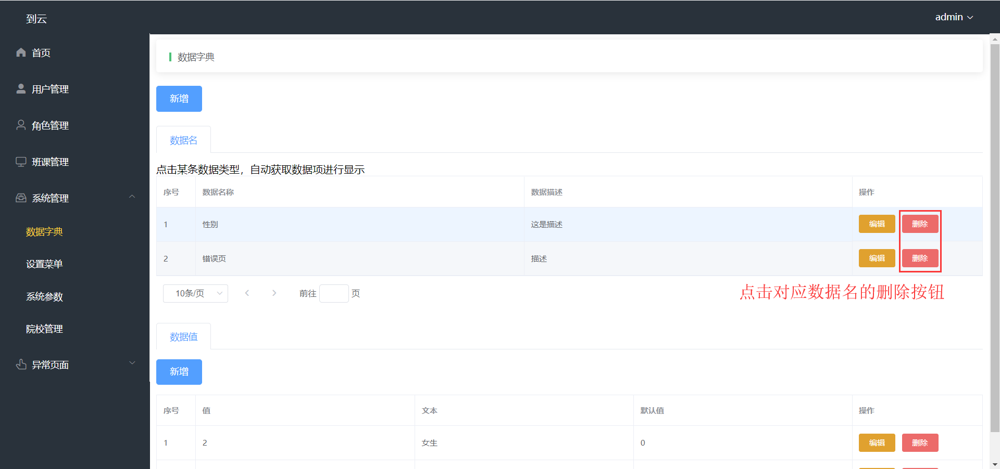 到云
admin
首页
用户管理
角色管理
班课管理
系统管理
数据字典
设置菜单
系统参数
院校管理
异常页面
数据字典
新增
数据名
点击某条数据类型，自动获取数据项进行显示
序号 数据名称 数据描述 操作
1 性别 这是描述 编辑 删除
2 错误页 描述 编辑 删除
10条/页 前往 页
点击对应数据名的删除按钮
数据值
新增
序号 值 文本 默认值 操作
1 2 女生 0 编辑 删除